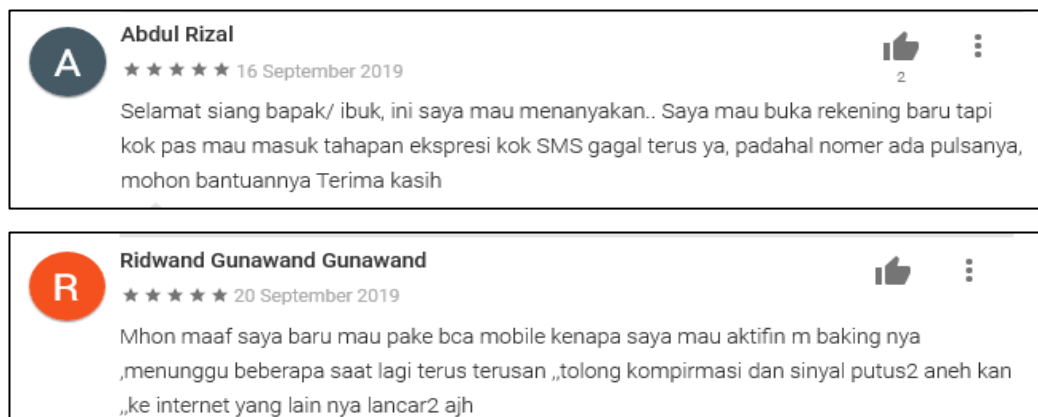 A
Abdul Rizal
★ ★ ★ ★ ★ 16 September 2019
2
Selamat siang bapak/ ibuk, ini saya mau menanyakan.. Saya mau buka rekening baru tapi
kok pas mau masuk tahapan ekspresi kok SMS gagal terus ya, padahal nomer ada pulsanya,
mohon bantuannya Terima kasih
R
Ridwand Gunawand Gunawand
★ ★ ★ ★ ★ 20 September 2019
Mhon maaf saya baru mau pake bca mobile kenapa saya mau aktifin m baking nya
,menunggu beberapa saat lagi terus terusan ,,tolong kompirmasi dan sinyal putus2 aneh kan
,,ke internet yang lain nya lancar2 ajh